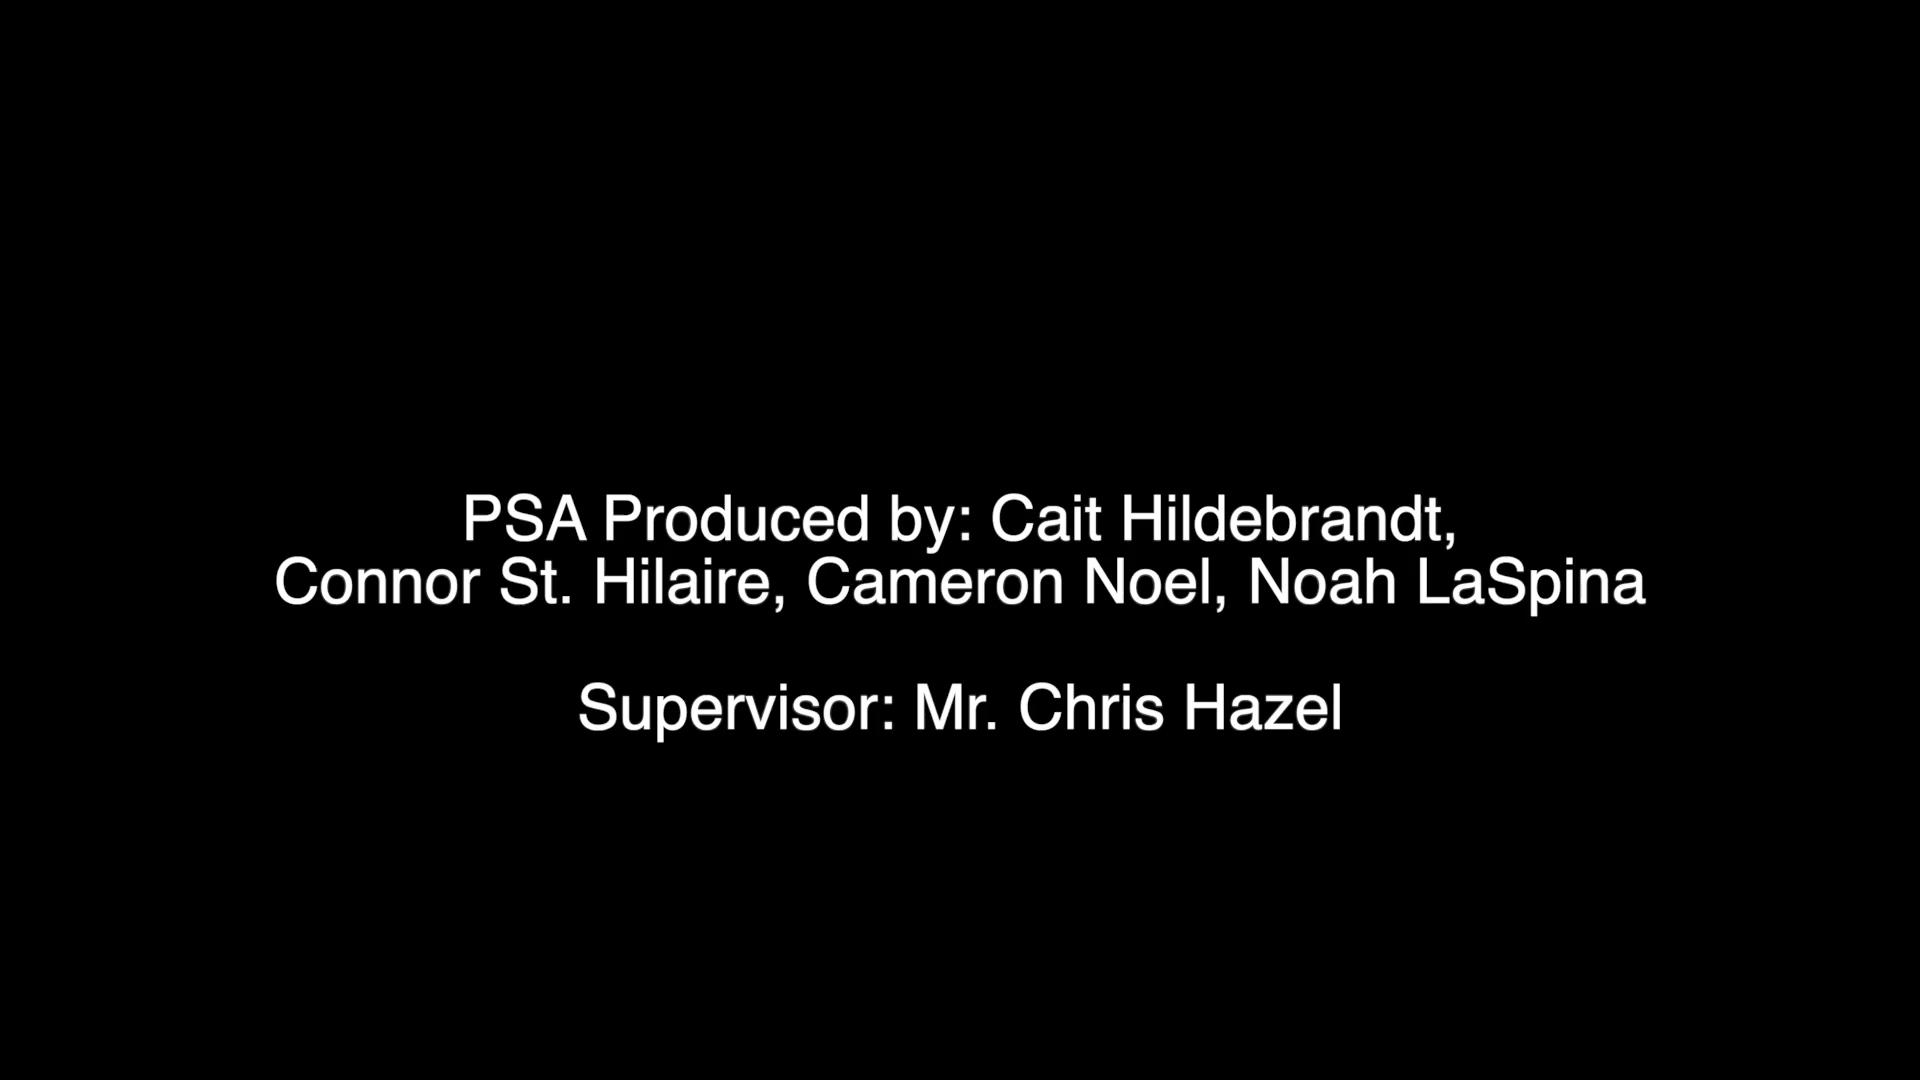 PSA Produced by: Cait Hildebrandt,
Connor St. Hilaire, Cameron Noel, Noah LaSpina
Supervisor: Mr. Chris Hazel